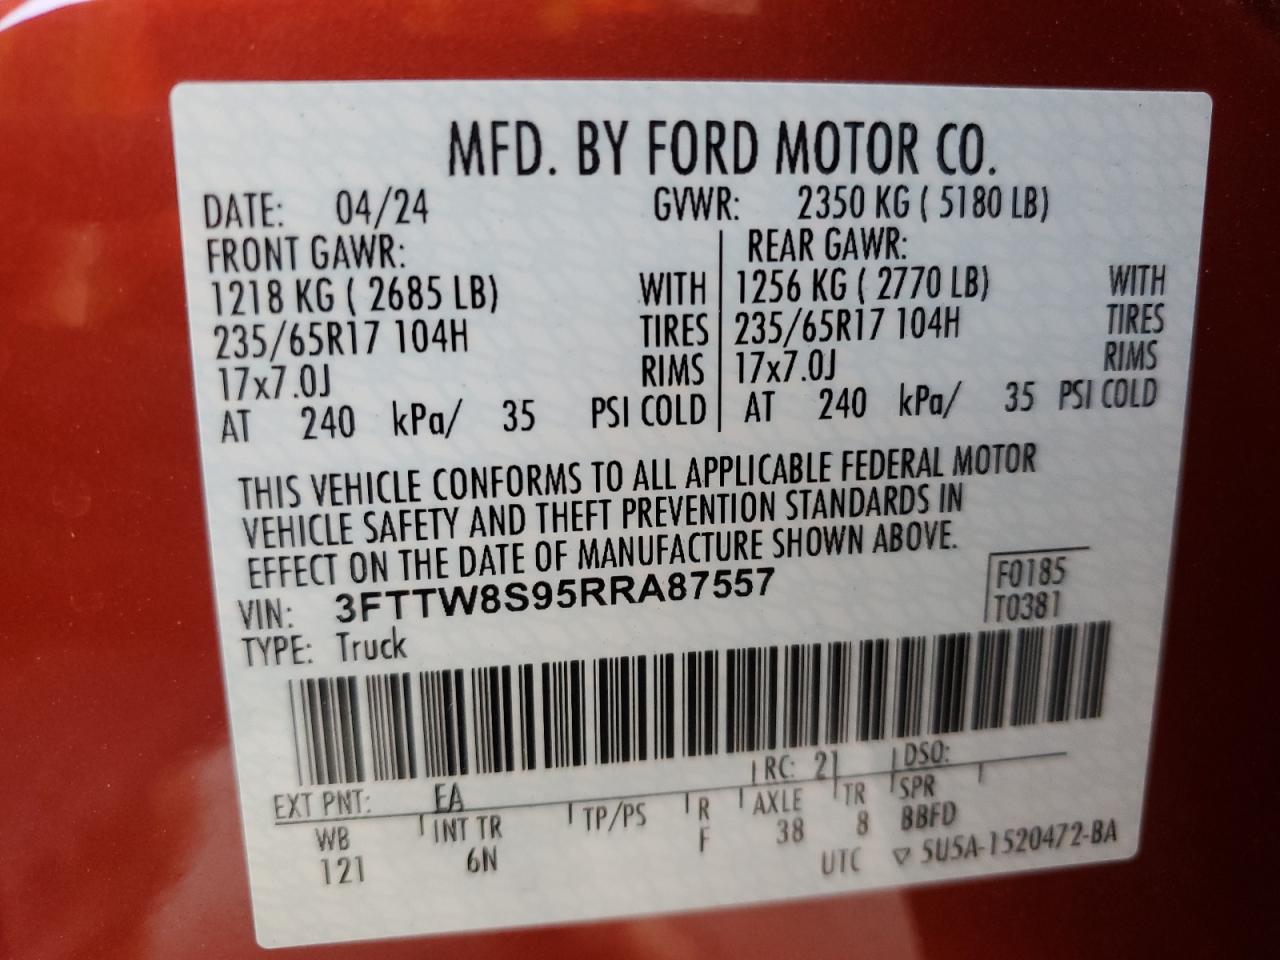 MFD. BY FORD MOTOR CO.
DATE: 04/24 GVWR: 2350 KG ( 5180 LB)
FRONT GAWR: REAR GAWR:
1218 KG ( 2685 LB) WITH 1256 KG ( 2770 LB) WITH
235/65R17 104H TIRES 235/65R17 104H TIRES
17x7.0J RIMS 17x7.0J RIMS
AT 240 kPa/ 35 PSI COLD AT 240 kPa/ 35 PSI COLD
THIS VEHICLE CONFORMS TO ALL APPLICABLE FEDERAL MOTOR
VEHICLE SAFETY AND THEFT PREVENTION STANDARDS IN
EFFECT ON THE DATE OF MANUFACTURE SHOWN ABOVE.
VIN: 3FTTW8S95RRA87557 F0185
TYPE: Truck T0381
EXT PNT: EA RC: 21 DSO:
WB INT TR TP/PS R AXLE TR SPR
121 6N F 38 8 BBFD
UTC ▽ 5U5A-1520472-BA